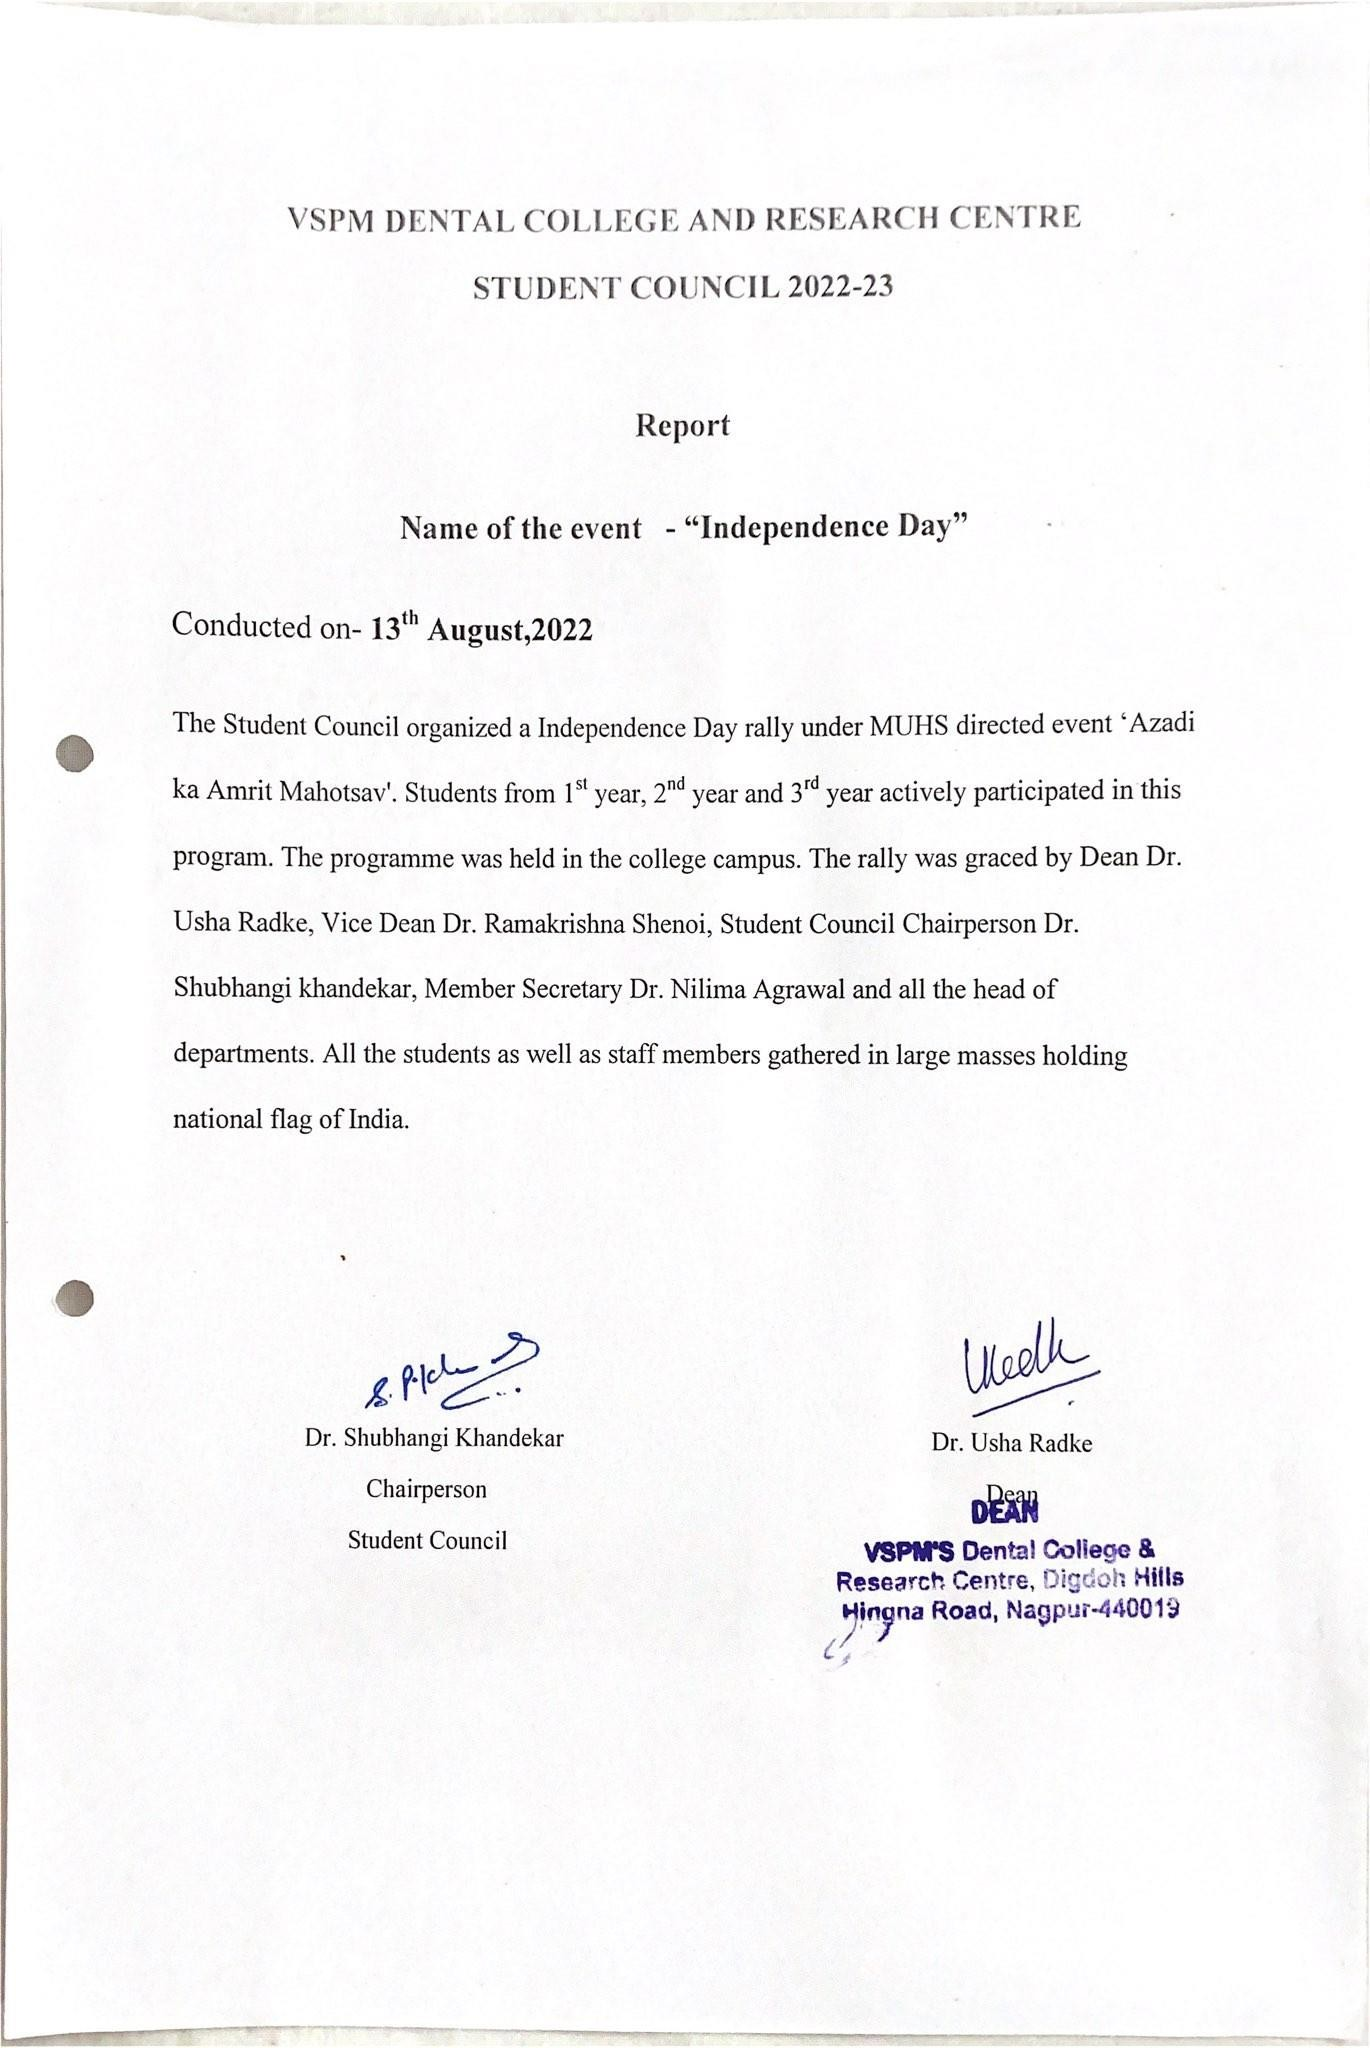 VSPM DENTAL COLLEGE AND RESEARCH CENTRE
STUDENT COUNCIL 2022-23
Report
Name of the event - “Independence Day”
Conducted on- 13th August,2022
The Student Council organized a Independence Day rally under MUHS directed event ‘Azadi
ka Amrit Mahotsav'. Students from 1st year, 2nd year and 3rd year actively participated in this
program. The programme was held in the college campus. The rally was graced by Dean Dr.
Usha Radke, Vice Dean Dr. Ramakrishna Shenoi, Student Council Chairperson Dr.
Shubhangi khandekar, Member Secretary Dr. Nilima Agrawal and all the head of
departments. All the students as well as staff members gathered in large masses holding
national flag of India.
Dr. Shubhangi Khandekar
Chairperson
Student Council
Dr. Usha Radke
Dean
DEAN
VSPM'S Dental College &
Research Centre, Digdoh Hills
Hingna Road, Nagpur-440019